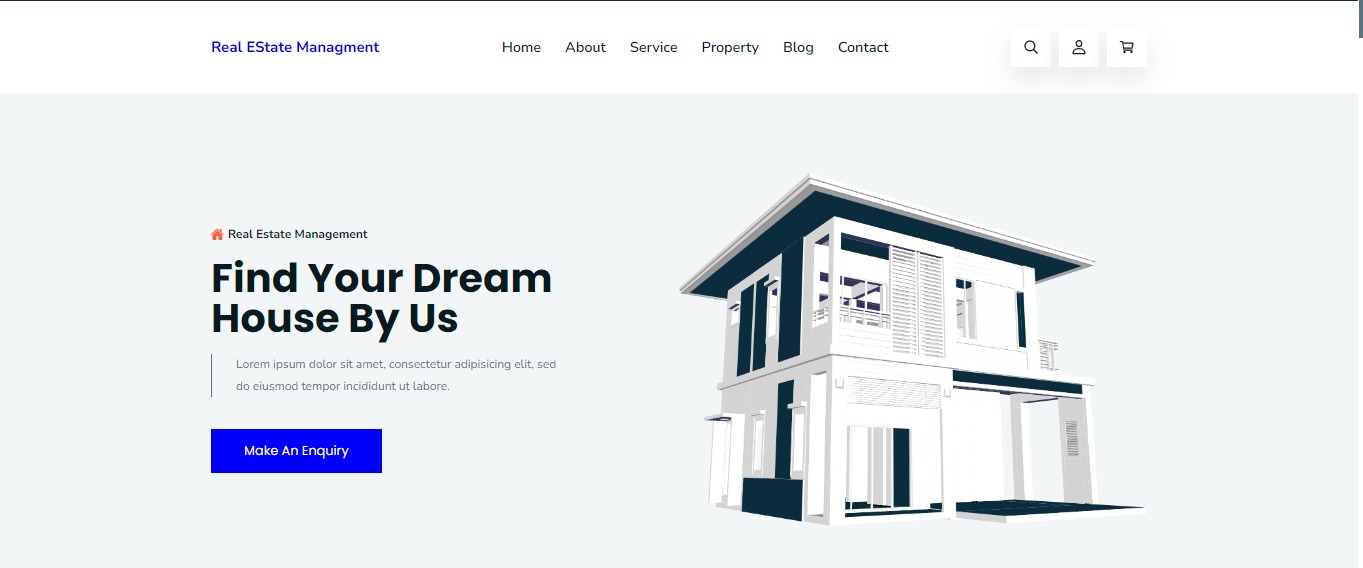 Real EState Managment
Home About Service Property Blog Contact
Real Estate Management
Find Your Dream
House By Us
Lorem ipsum dolor sit amet, consectetur adipisicing elit, sed
do eiusmod tempor incididunt ut labore.
Make An Enquiry